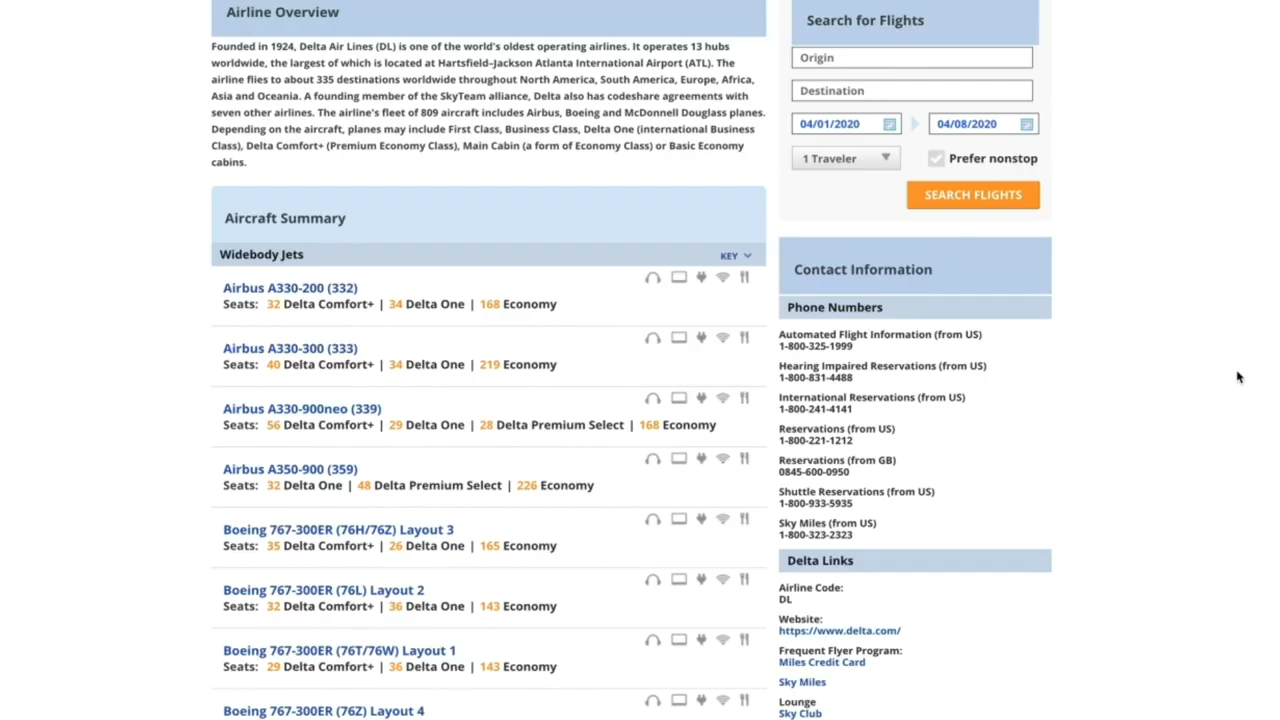 Airline Overview
Founded in 1924, Delta Air Lines (DL) is one of the world's oldest operating airlines. It operates 13 hubs
worldwide, the largest of which is located at Hartsfield–Jackson Atlanta International Airport (ATL). The
airline flies to about 335 destinations worldwide throughout North America, South America, Europe, Africa,
Asia and Oceania. A founding member of the SkyTeam alliance, Delta also has codeshare agreements with
seven other airlines. The airline's fleet of 809 aircraft includes Airbus, Boeing and McDonnell Douglass planes.
Depending on the aircraft, planes may include First Class, Business Class, Delta One (international Business
Class), Delta Comfort+ (Premium Economy Class), Main Cabin (a form of Economy Class) or Basic Economy
cabins.
Aircraft Summary
Widebody Jets
KEY
Airbus A330-200 (332)
Seats: 32 Delta Comfort+ | 34 Delta One | 168 Economy
Airbus A330-300 (333)
Seats: 40 Delta Comfort+ | 34 Delta One | 219 Economy
Airbus A330-900neo (339)
Seats: 56 Delta Comfort+ | 29 Delta One | 28 Delta Premium Select | 168 Economy
Airbus A350-900 (359)
Seats: 32 Delta One | 48 Delta Premium Select | 226 Economy
Boeing 767-300ER (76H/76Z) Layout 3
Seats: 35 Delta Comfort+ | 26 Delta One | 165 Economy
Boeing 767-300ER (76L) Layout 2
Seats: 32 Delta Comfort+ | 36 Delta One | 143 Economy
Boeing 767-300ER (76T/76W) Layout 1
Seats: 29 Delta Comfort+ | 36 Delta One | 143 Economy
Boeing 767-300ER (76Z) Layout 4
Search for Flights
Origin
Destination
04/01/2020
04/08/2020
1 Traveler
Prefer nonstop
SEARCH FLIGHTS
Contact Information
Phone Numbers
Automated Flight Information (from US)
1-800-325-1999
Hearing Impaired Reservations (from US)
1-800-831-4488
International Reservations (from US)
1-800-241-4141
Reservations (from US)
1-800-221-1212
Reservations (from GB)
0845-600-0950
Shuttle Reservations (from US)
1-800-933-5935
Sky Miles (from US)
1-800-323-2323
Delta Links
Airline Code:
DL
Website:
https://www.delta.com/
Frequent Flyer Program:
Miles Credit Card
Sky Miles
Lounge
Sky Club